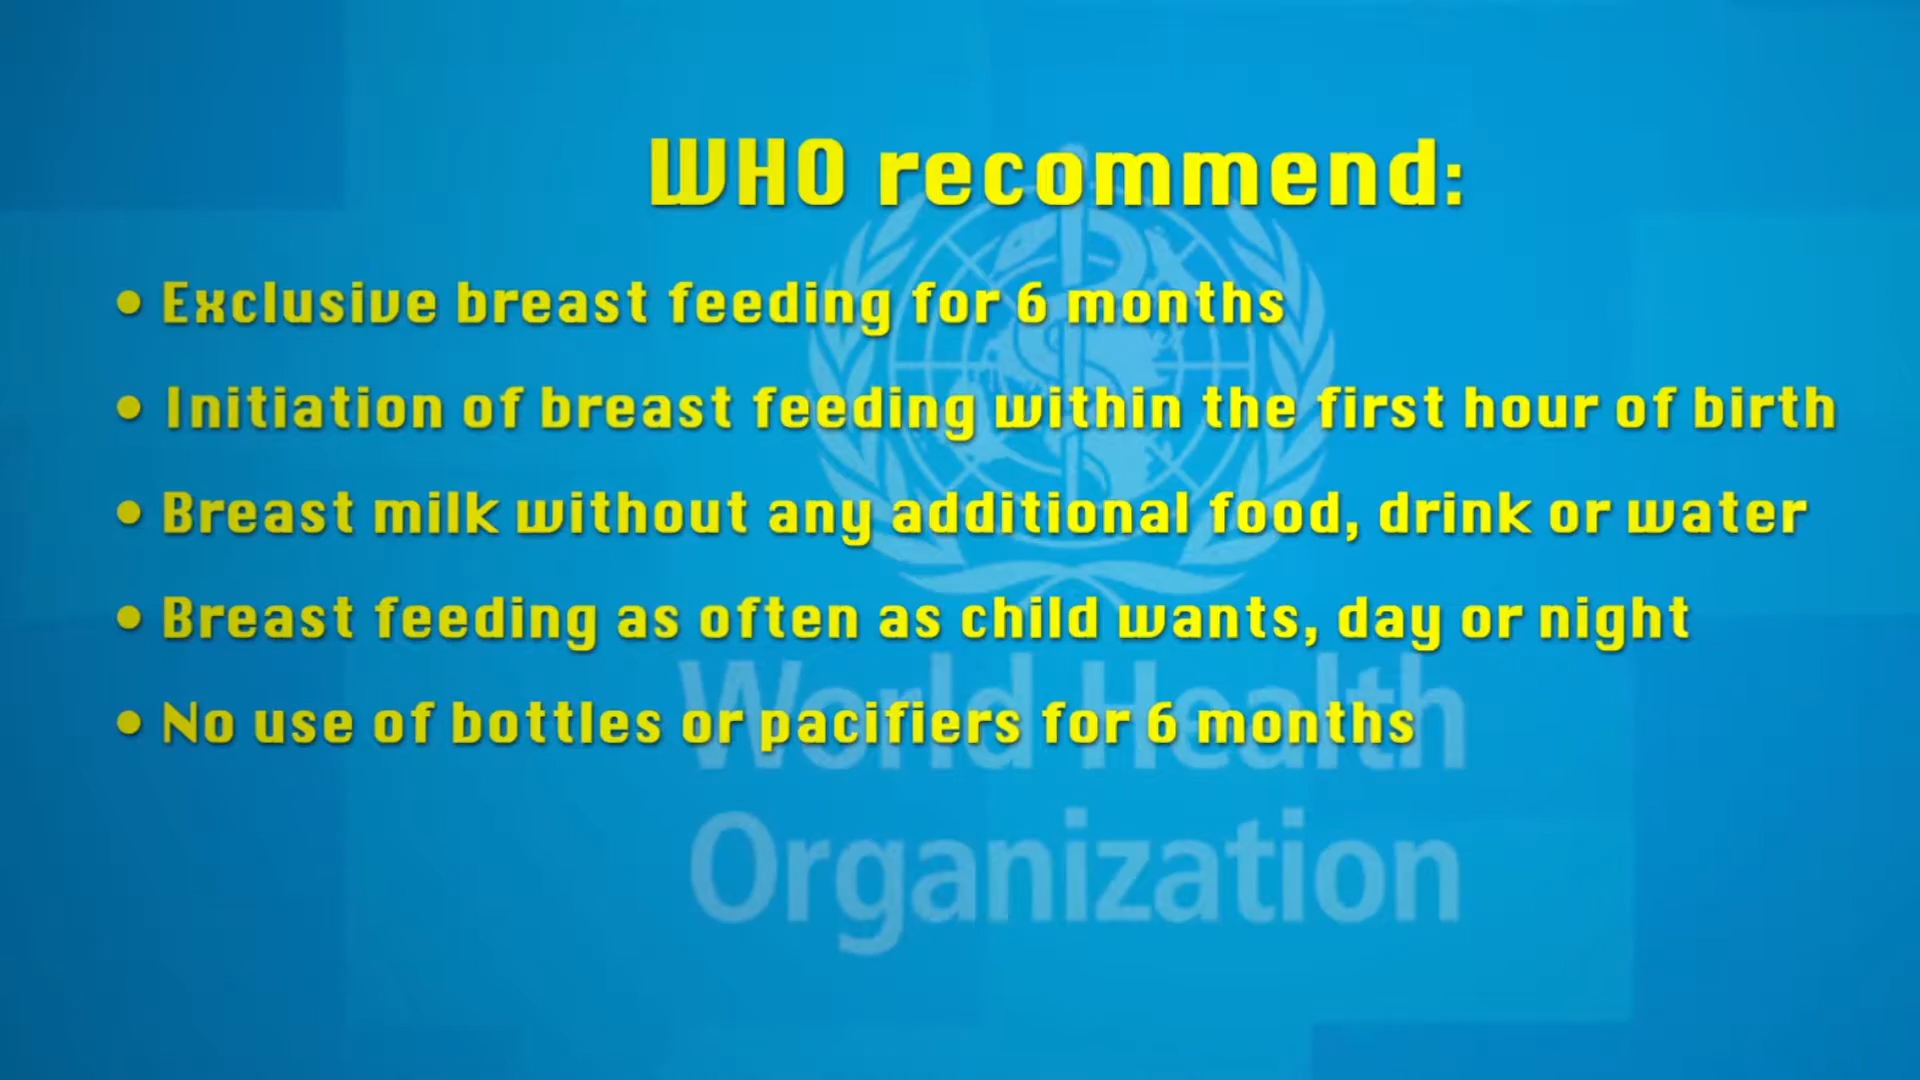 WHO recommend:
• Exclusive breast feeding for 6 months
• Initiation of breast feeding within the first hour of birth
• Breast milk without any additional food, drink or water
• Breast feeding as often as child wants, day or night
• No use of bottles or pacifiers for 6 months
World Health
Organization